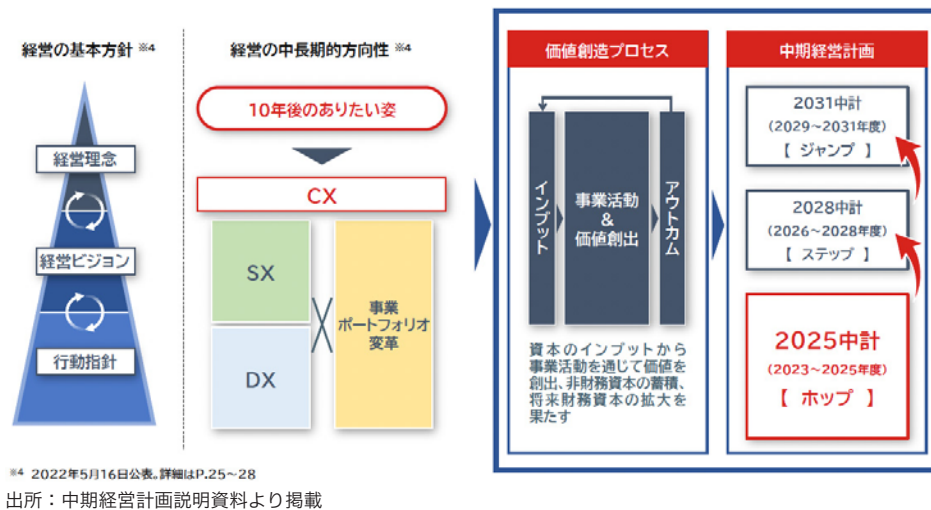 経営の基本方針 ※4
経営理念
経営ビジョン
行動指針
経営の中長期的方向性 ※4
10年後のありたい姿
CX
SX
DX
事業
ポートフォリオ
変革
価値創造プロセス
インプット
事業活動
&
価値創出
アウトカム
資本のインプットから
事業活動を通じて価値を
創出、非財務資本の蓄積、
将来財務資本の拡大を
果たす
中期経営計画
2031中計
(2029~2031年度)
【 ジャンプ 】
2028中計
(2026~2028年度)
【 ステップ 】
2025中計
(2023~2025年度)
【 ホップ 】
※4 2022年5月16日公表。詳細はP.25~28
出所：中期経営計画説明資料より掲載